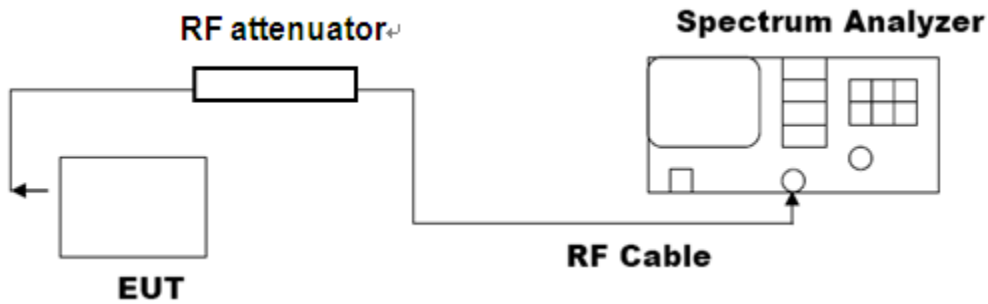 RF attenuator↵
Spectrum Analyzer
RF Cable
EUT